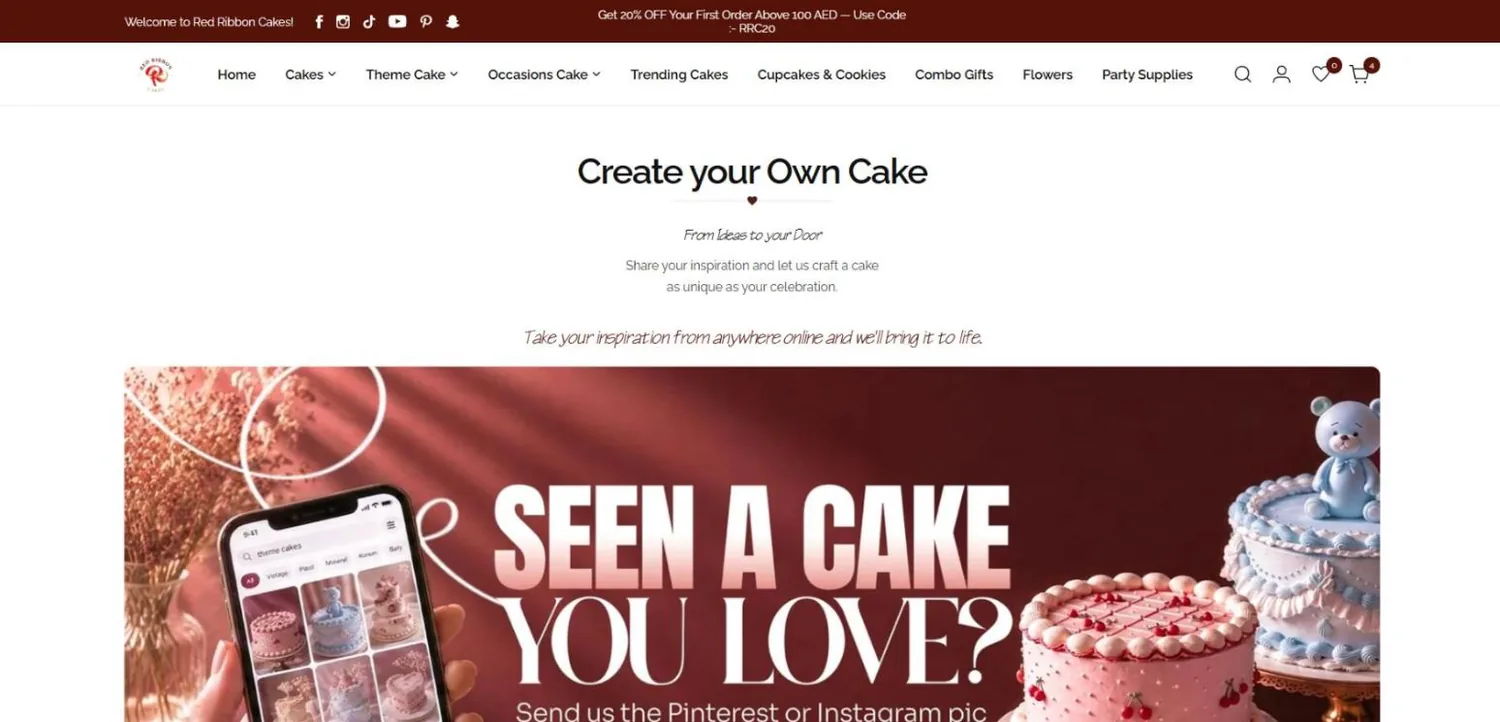 Welcome to Red Ribbon Cakes!
Get 20% OFF Your First Order Above 100 AED — Use Code
:- RRC20
RED RIBBON
Home
Cakes
Theme Cake
Occasions Cake
Trending Cakes
Cupcakes & Cookies
Combo Gifts
Flowers
Party Supplies
0
4
Create your Own Cake
From Ideas to your Door
Share your inspiration and let us craft a cake
as unique as your celebration.
Take your inspiration from anywhere online and we'll bring it to life.
9:41
theme cakes
All
Vintage
SEEN A CAKE
YOU LOVE?
Send us the Pinterest or Instagram pic